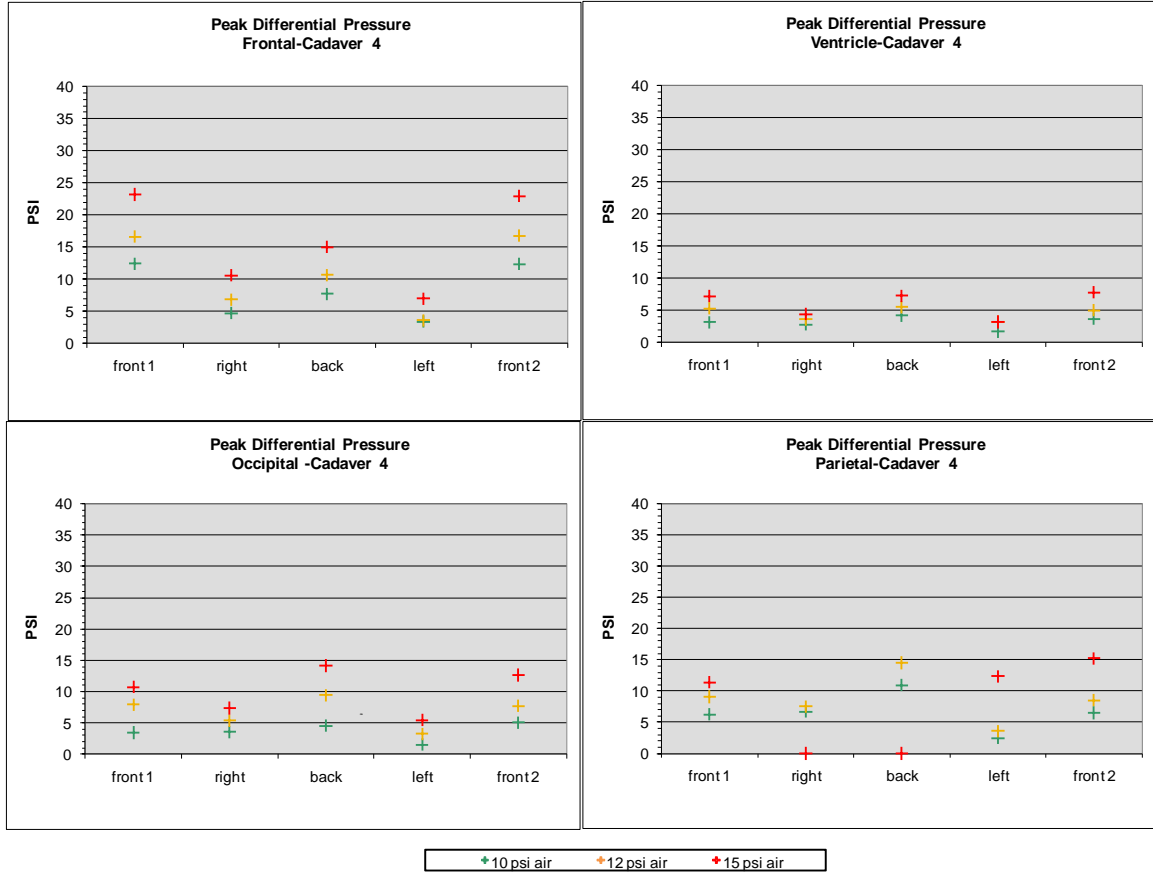 Peak Differential Pressure
Frontal-Cadaver 4
40
35
30
25
20
15
10
5
0
PSI
front 1 right back left front 2
Peak Differential Pressure
Ventricle-Cadaver 4
40
35
30
25
20
15
10
5
0
PSI
front 1 right back left front 2
Peak Differential Pressure
Occipital -Cadaver 4
40
35
30
25
20
15
10
5
0
PSI
front 1 right back left front 2
Peak Differential Pressure
Parietal-Cadaver 4
40
35
30
25
20
15
10
5
0
PSI
front 1 right back left front 2
10 psi air 12 psi air 15 psi air